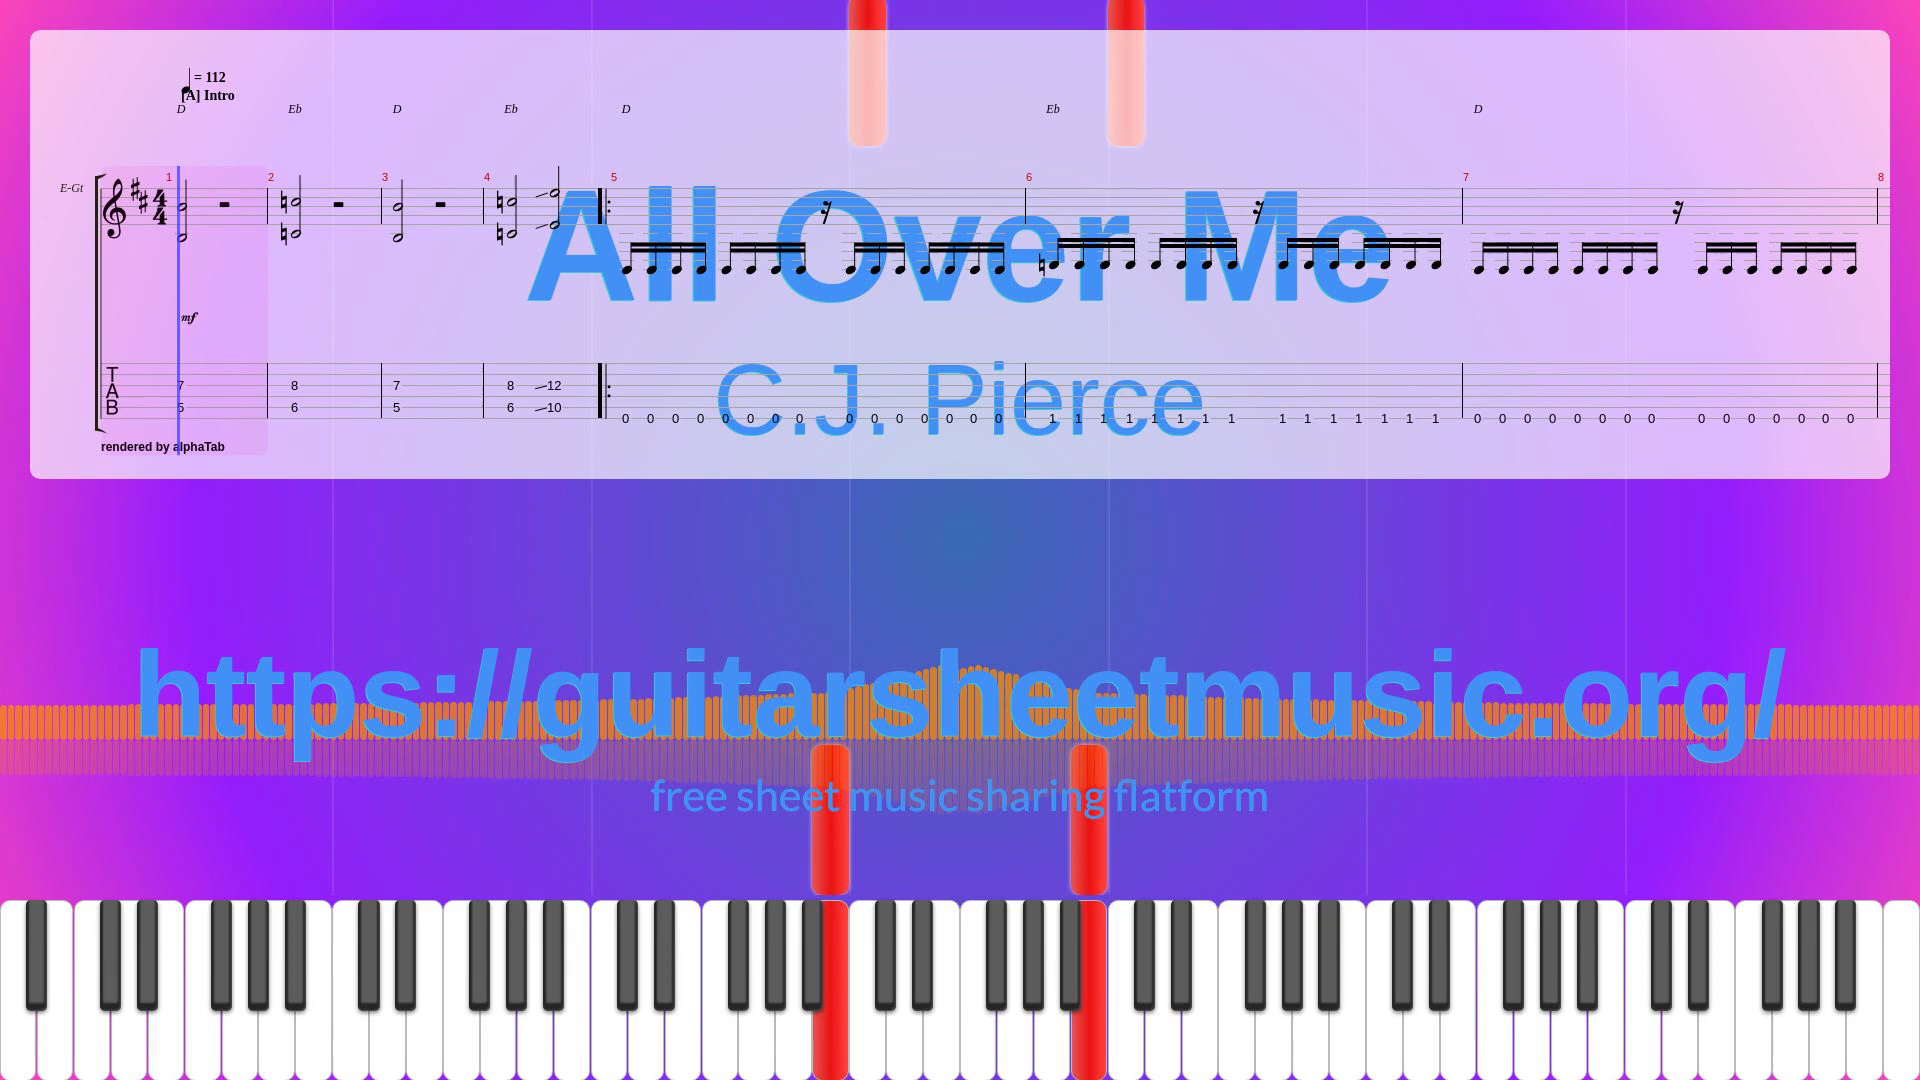 = 112
[A] Intro
D Eb D Eb D Eb D
1 2 3 4 5 6 7 8
E-Gt
4
4
All Over Me
mf
T
A
B
7 8 7 8 12
5 6 5 6 10
0 0 0 0 0 0 0 0 0 0 0 0 0 0 0 1 1 1 1 1 1 1 1 1 1 1 1 1 1 1 0 0 0 0 0 0 0 0 0 0 0 0 0 0 0
C.J. Pierce
rendered by alphaTab
https://guitarsheetmusic.org/
free sheet music sharing flatform